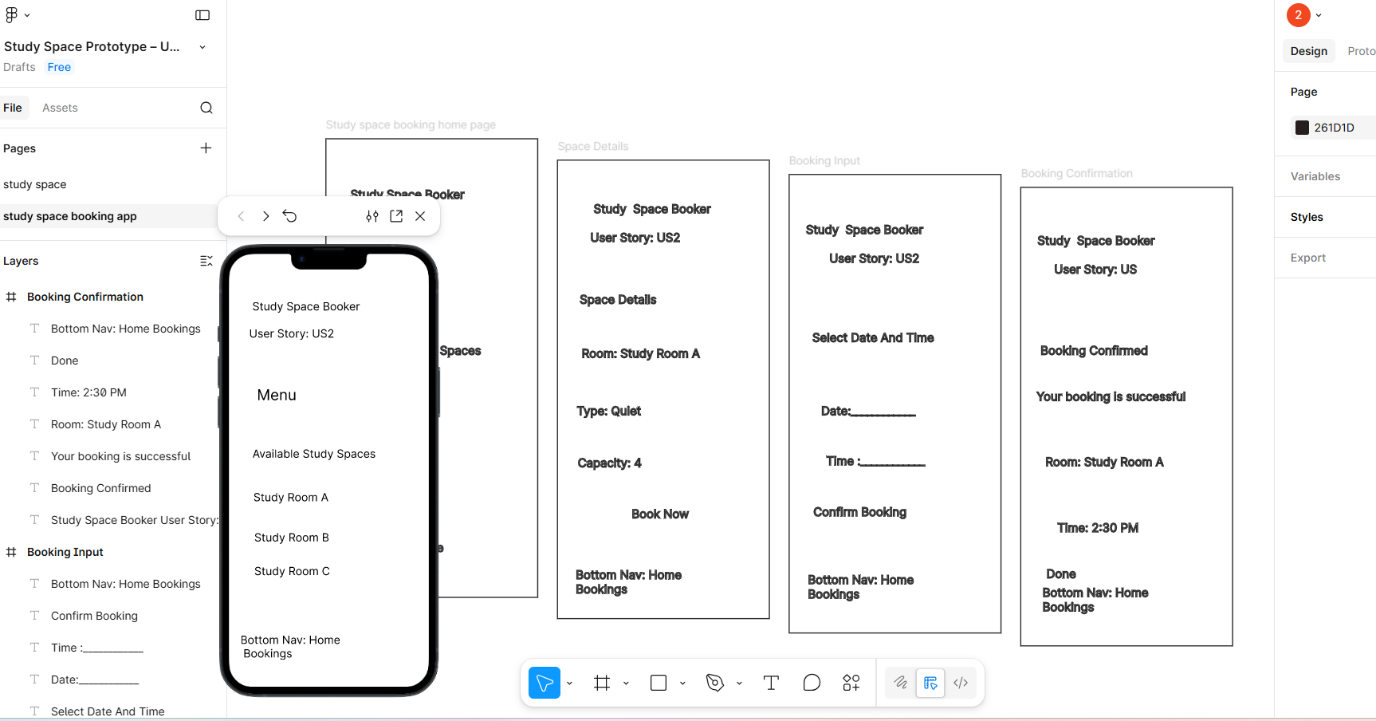 Study Space Prototype – U...
Drafts Free
File Assets
Pages
study space
study space booking app
Layers
Booking Confirmation
Bottom Nav: Home Bookings
Done
Time: 2:30 PM
Room: Study Room A
Your booking is successful
Booking Confirmed
Study Space Booker User Story:
Booking Input
Bottom Nav: Home Bookings
Confirm Booking
Time :____________
Date:____________
Select Date And Time
Study space booking home page
Study Space Booker
Spaces
Study Space Booker
User Story: US2
Menu
Available Study Spaces
Study Room A
Study Room B
Study Room C
Bottom Nav: Home
Bookings
Space Details
Study Space Booker
User Story: US2
Space Details
Room: Study Room A
Type: Quiet
Capacity: 4
Book Now
Bottom Nav: Home
Bookings
Booking Input
Study Space Booker
User Story: US2
Select Date And Time
Date:____________
Time :____________
Confirm Booking
Bottom Nav: Home
Bookings
Booking Confirmation
Study Space Booker
User Story: US
Booking Confirmed
Your booking is successful
Room: Study Room A
Time: 2:30 PM
Done
Bottom Nav: Home
Bookings
2
Design Proto
Page
261D1D
Variables
Styles
Export